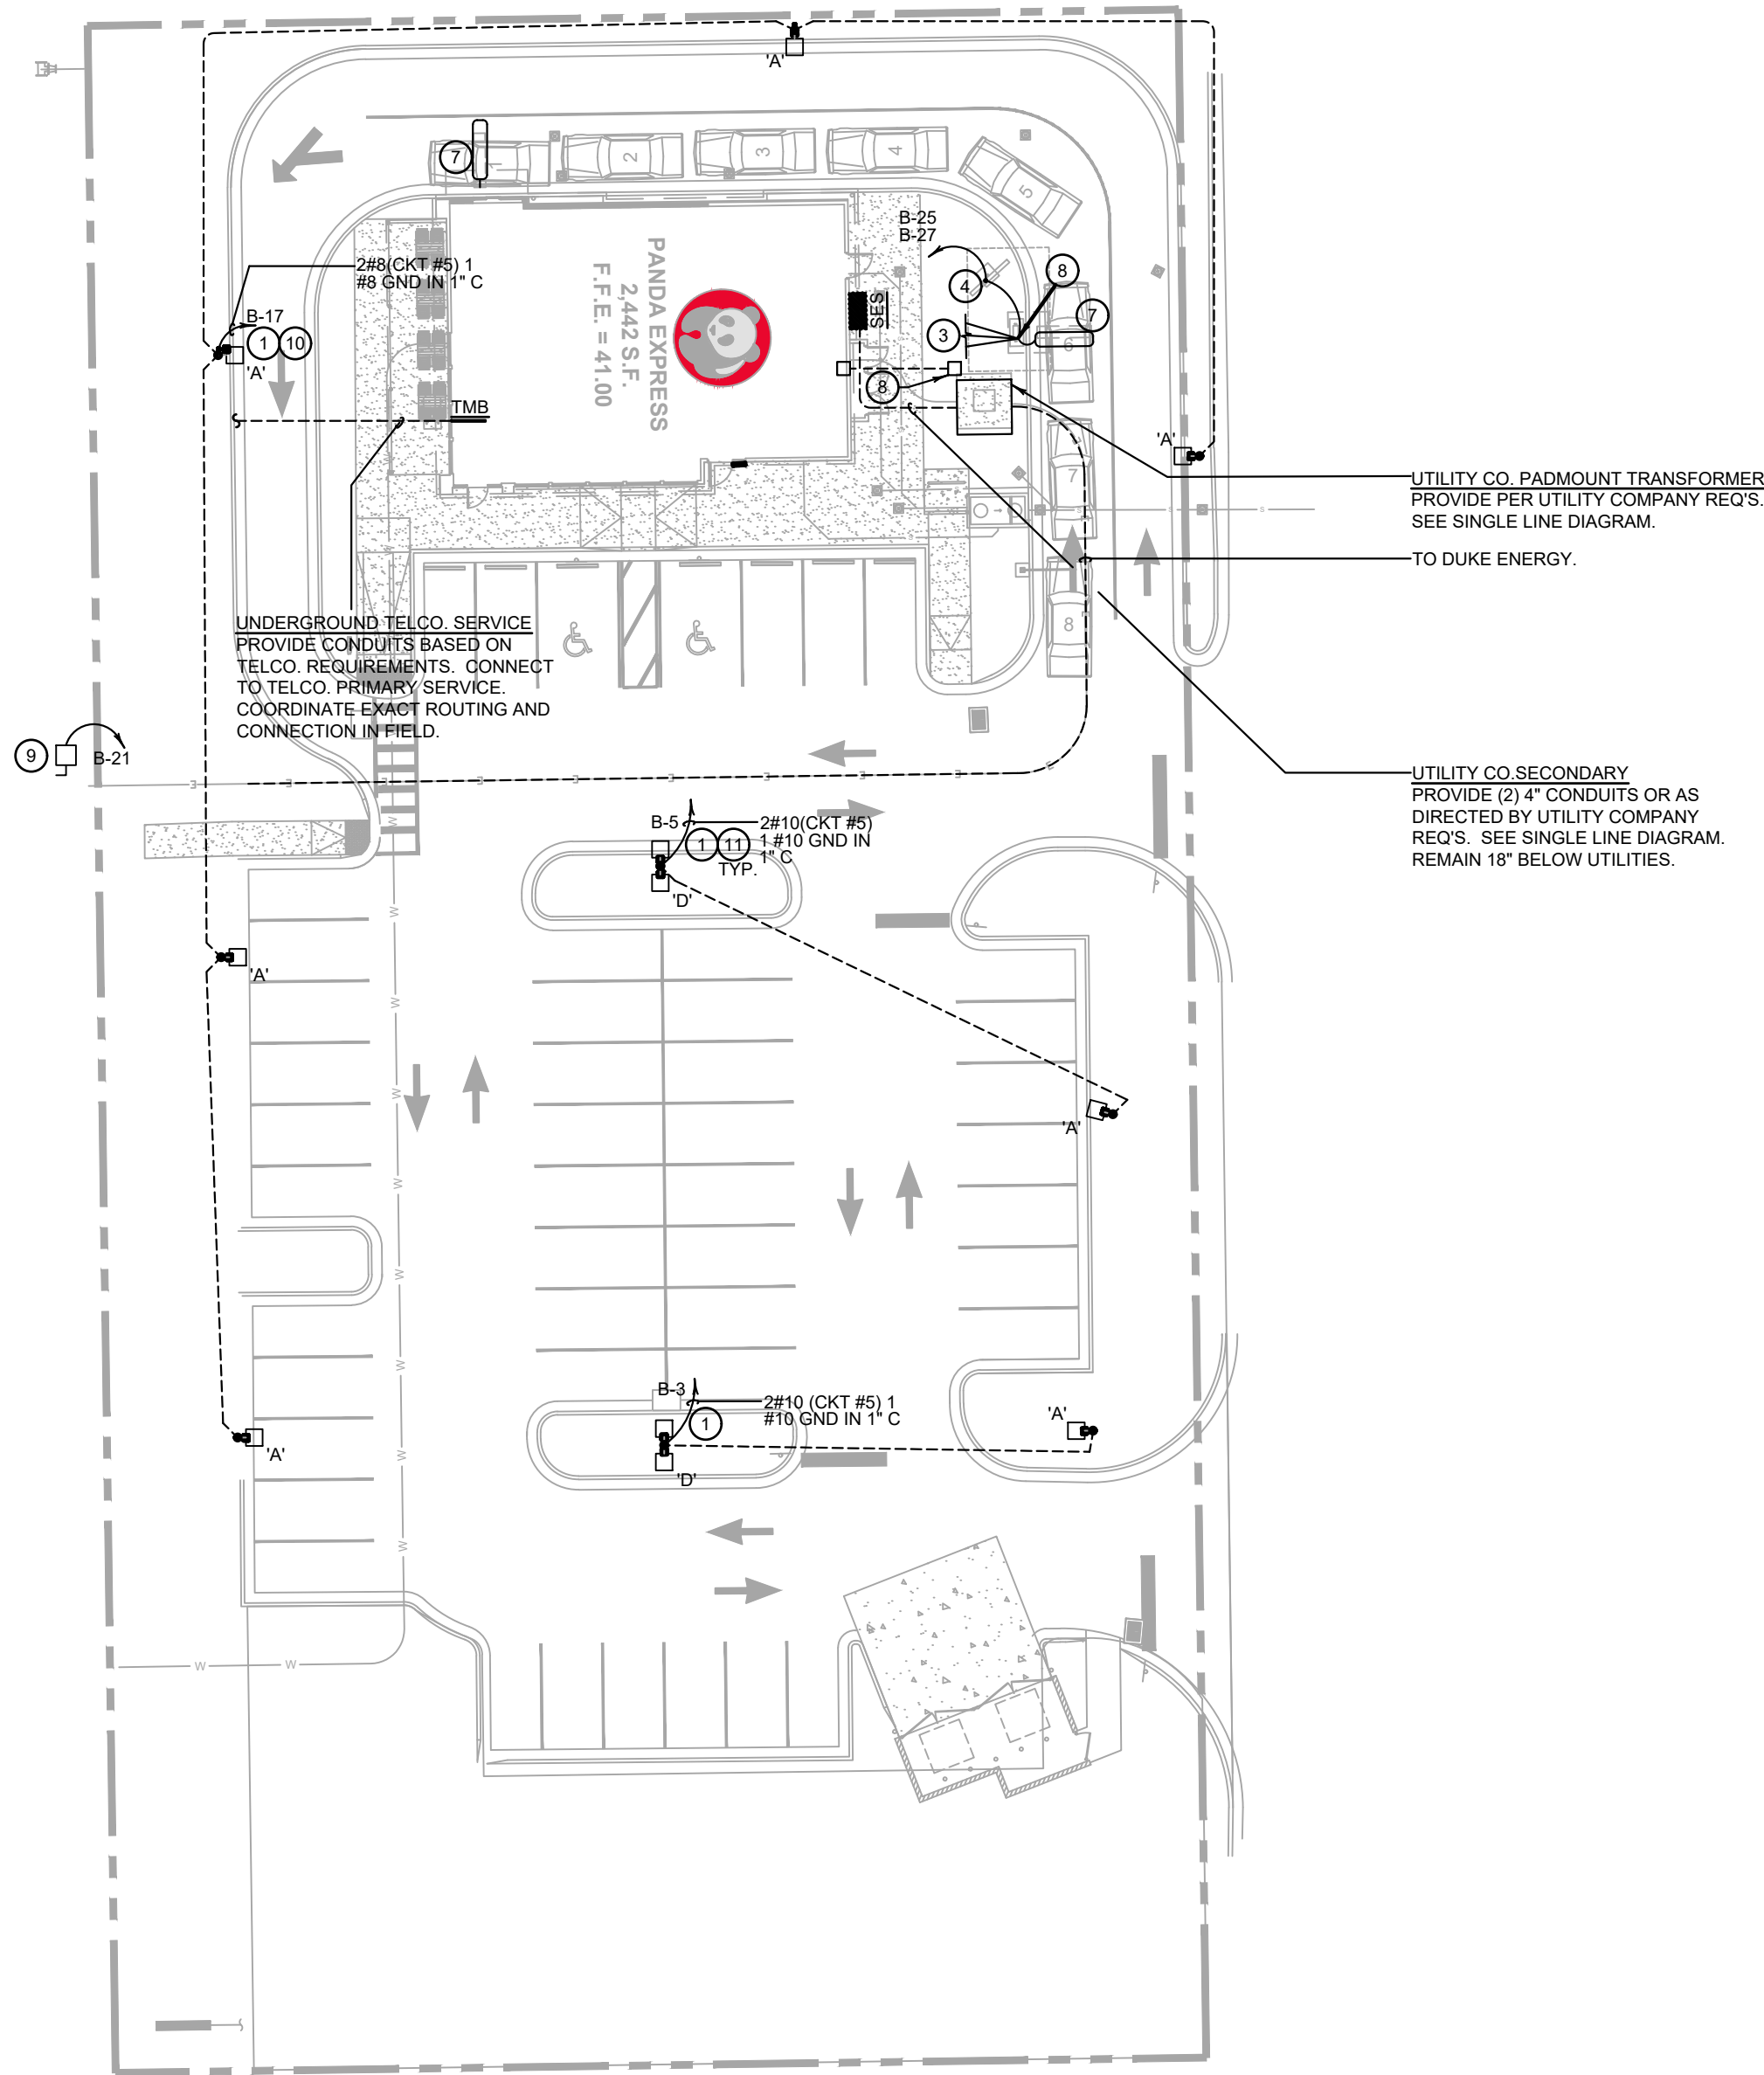 'A'
7
1
2
3
4
5
B-25
B-27
2#8(CKT #5) 1
#8 GND IN 1" C
B-17
1
10
'A'
PANDA EXPRESS
2,442 S.F.
F.F.E. = 41.00
SES
4
8
3
7
6
8
TMB
'A'
7
UTILITY CO. PADMOUNT TRANSFORMER
PROVIDE PER UTILITY COMPANY REQ'S.
SEE SINGLE LINE DIAGRAM.
S
S
TO DUKE ENERGY.
8
UNDERGROUND TELCO. SERVICE
PROVIDE CONDUITS BASED ON
TELCO. REQUIREMENTS. CONNECT
TO TELCO. PRIMARY SERVICE.
COORDINATE EXACT ROUTING AND
CONNECTION IN FIELD.
9
B-21
UTILITY CO.SECONDARY
PROVIDE (2) 4" CONDUITS OR AS
DIRECTED BY UTILITY COMPANY
REQ'S. SEE SINGLE LINE DIAGRAM.
REMAIN 18" BELOW UTILITIES.
W
B-5
2#10(CKT #5)
1 #10 GND IN
1" C
1
11
TYP.
'D'
W
'A'
W
W
'A'
W
W
W
B-3
2#10 (CKT #5) 1
#10 GND IN 1" C
1
'A'
'A'
'D'
W
W
W
W